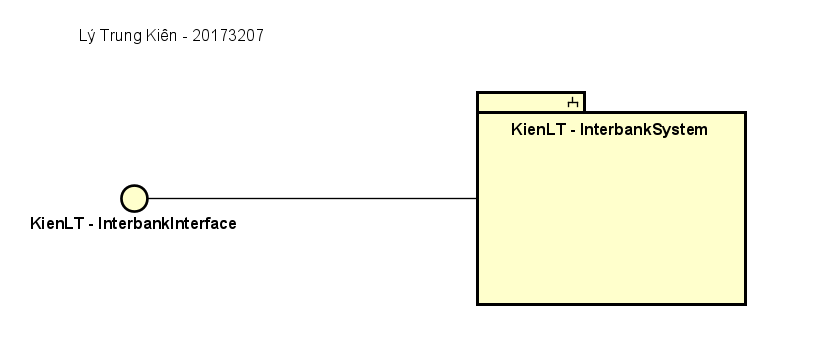 Lý Trung Kiên - 20173207
KienLT - InterbankSystem
KienLT - InterbankInterface